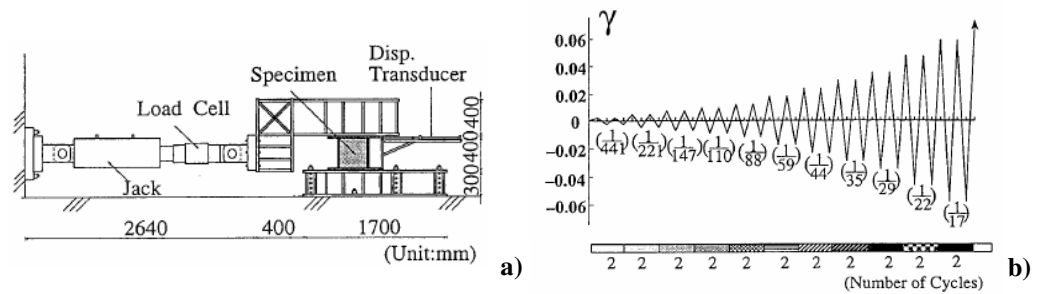 Disp.
Transducer
Specimen
Load Cell
Jack
300 400 400
2640 400 1700
(Unit:mm)
a)
γ
0.06
0.04
0.02
0
−0.02
−0.04
−0.06
(1/441) (1/221) (1/147) (1/110) (1/88) (1/59) (1/44) (1/35) (1/29) (1/22) (1/17)
2 2 2 2 2 2 2 2 2 2 2
(Number of Cycles)
b)